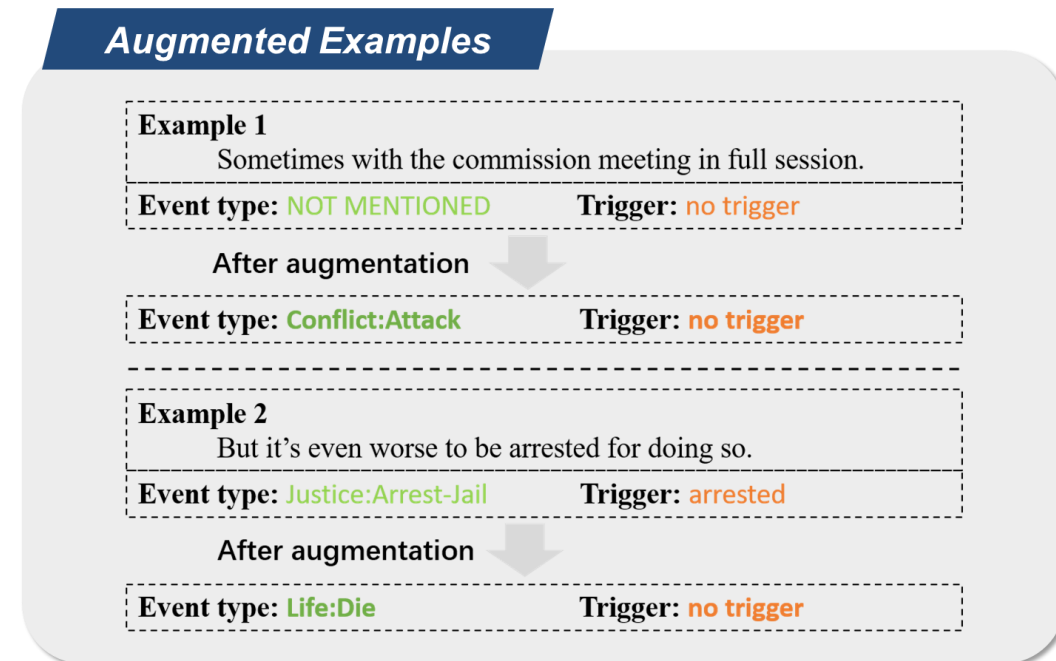 Augmented Examples
Example 1
Sometimes with the commission meeting in full session.
Event type: NOT MENTIONED Trigger: no trigger
After augmentation
Event type: Conflict:Attack Trigger: no trigger
Example 2
But it’s even worse to be arrested for doing so.
Event type: Justice:Arrest-Jail Trigger: arrested
After augmentation
Event type: Life:Die Trigger: no trigger